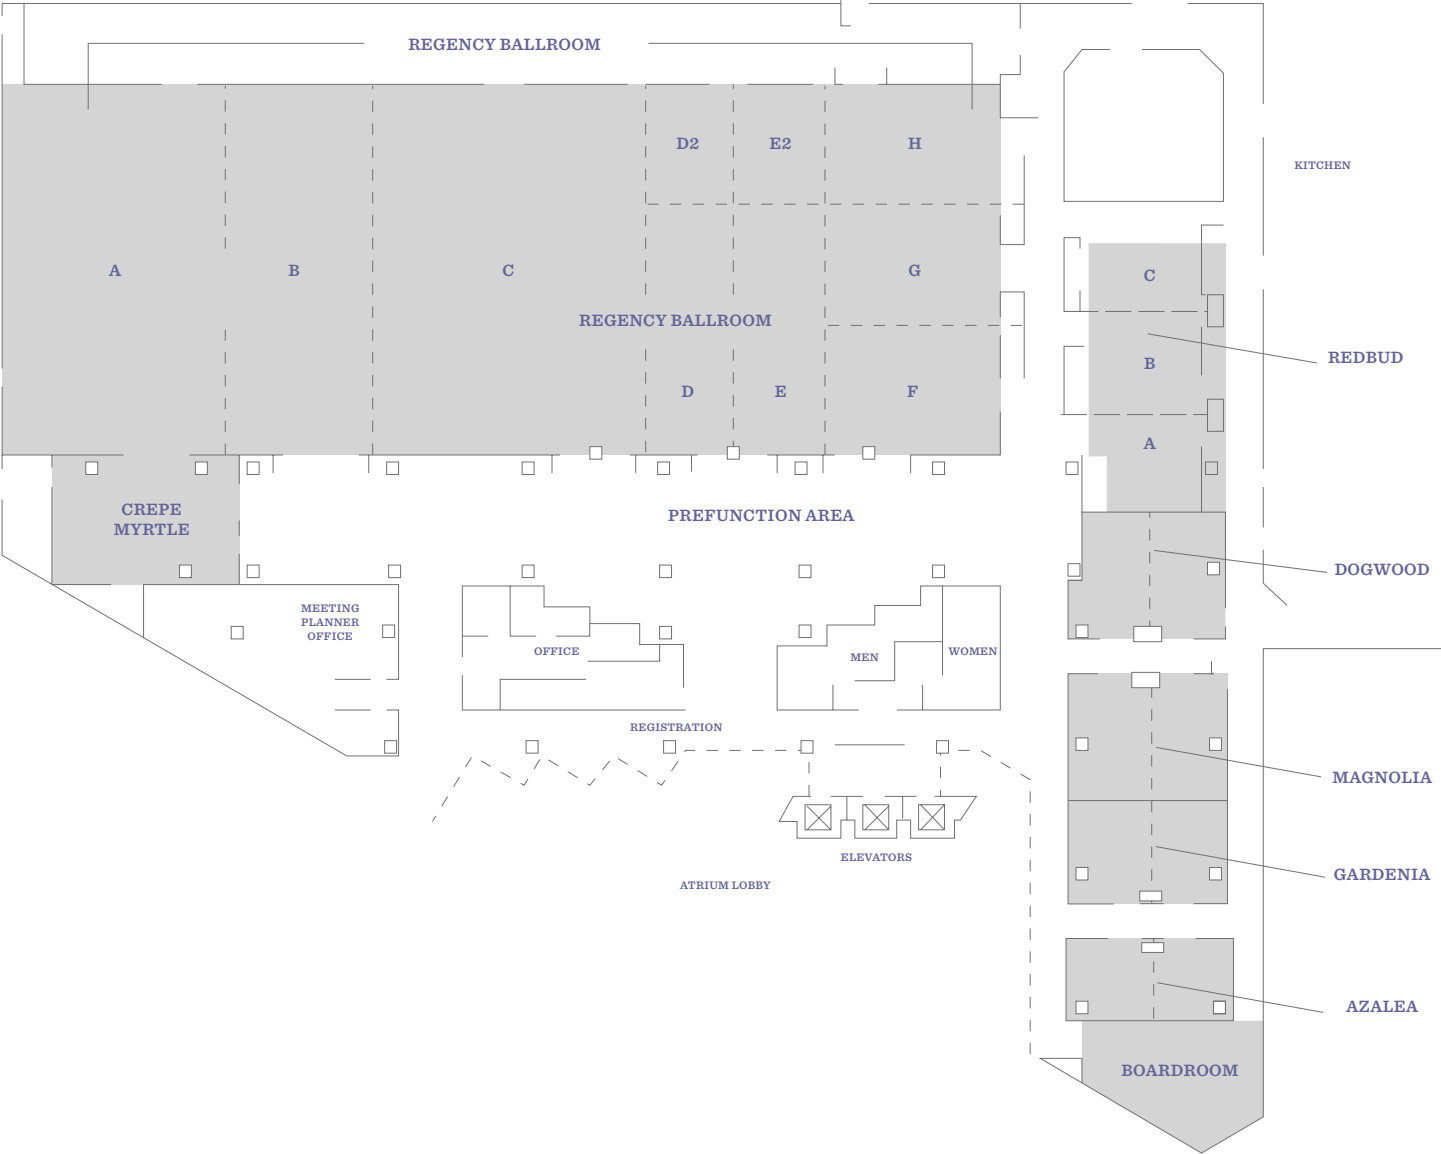 REGENCY BALLROOM
D2
E2
H
KITCHEN
A
B
C
G
C
REGENCY BALLROOM
REDBUD
B
D
E
F
A
CREPE
MYRTLE
PREFUNCTION AREA
DOGWOOD
MEETING
PLANNER
OFFICE
OFFICE
MEN
WOMEN
REGISTRATION
MAGNOLIA
ELEVATORS
GARDENIA
ATRIUM LOBBY
AZALEA
BOARDROOM